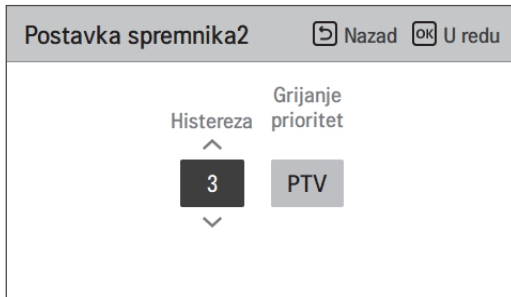 Postavka spremnika2 Nazad OK U redu
Grijanje
Histereza prioritet
3 PTV